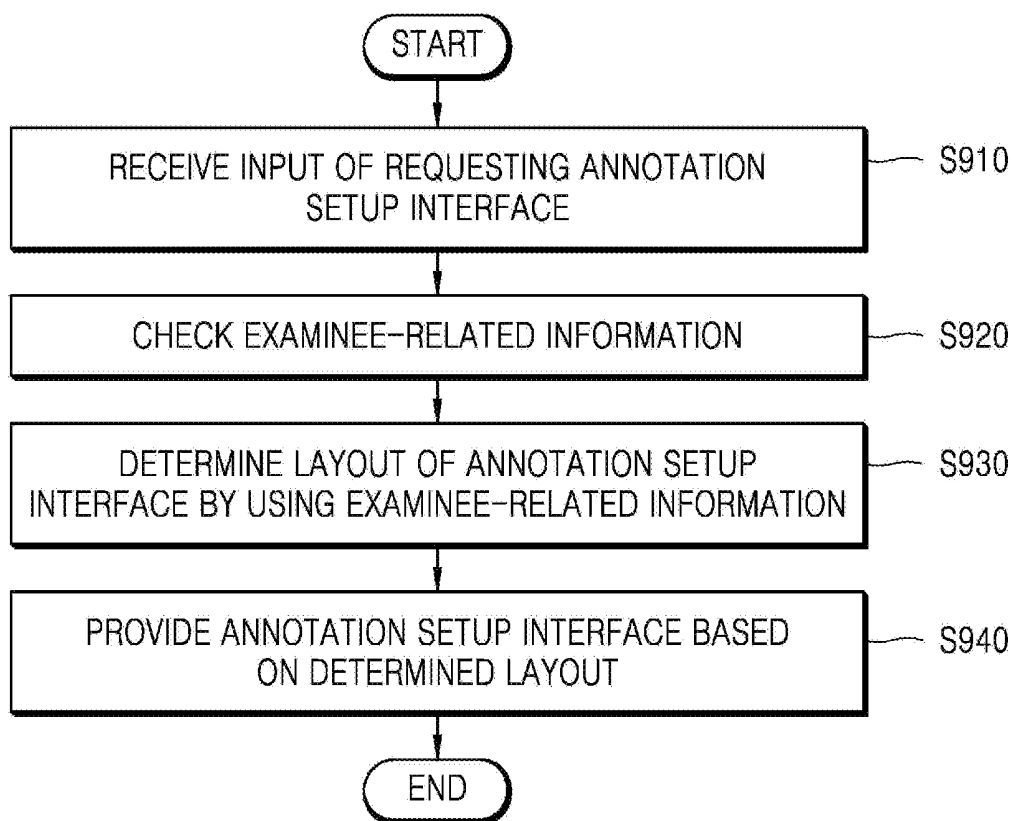 START
RECEIVE INPUT OF REQUESTING ANNOTATION
SETUP INTERFACE
S910
CHECK EXAMINEE-RELATED INFORMATION
S920
DETERMINE LAYOUT OF ANNOTATION SETUP
INTERFACE BY USING EXAMINEE-RELATED INFORMATION
S930
PROVIDE ANNOTATION SETUP INTERFACE BASED
ON DETERMINED LAYOUT
S940
END